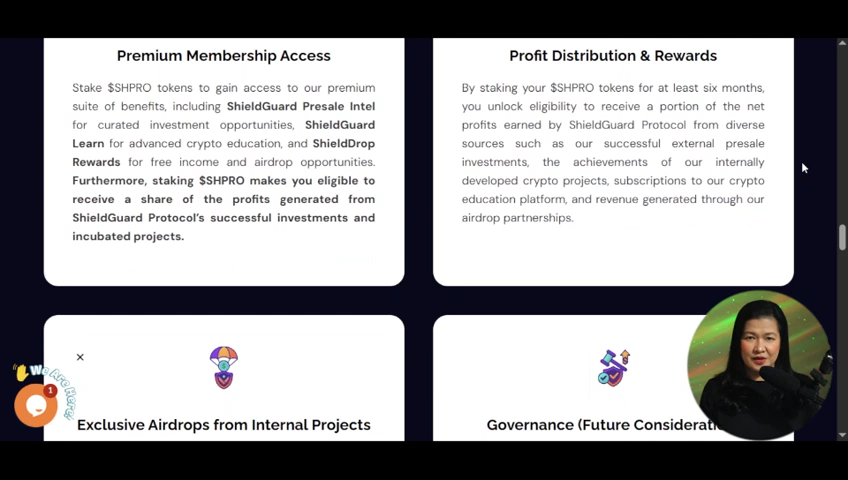 Premium Membership Access
Stake $SHPRO tokens to gain access to our premium
suite of benefits, including ShieldGuard Presale Intel
for curated investment opportunities, ShieldGuard
Learn for advanced crypto education, and ShieldDrop
Rewards for free income and airdrop opportunities.
Furthermore, staking $SHPRO makes you eligible to
receive a share of the profits generated from
ShieldGuard Protocol's successful investments and
incubated projects.
Profit Distribution & Rewards
By staking your $SHPRO tokens for at least six months,
you unlock eligibility to receive a portion of the net
profits earned by ShieldGuard Protocol from diverse
sources such as our successful external presale
investments, the achievements of our internally
developed crypto projects, subscriptions to our crypto
education platform, and revenue generated through our
airdrop partnerships.
Exclusive Airdrops from Internal Projects
Governance (Future Considerati
We Are Here!
1